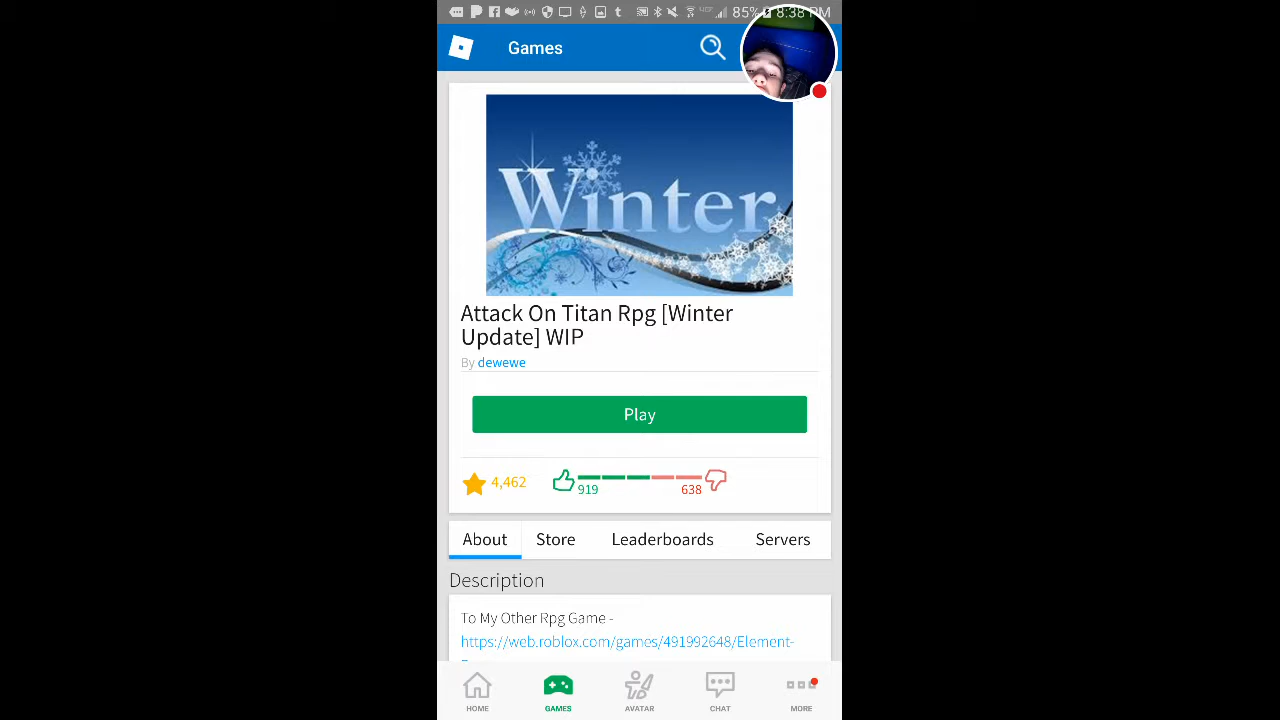 85% 8:38 PM
Games
Winter
Attack On Titan Rpg [Winter
Update] WIP
By dewewe
Play
4,462
919
638
About Store Leaderboards Servers
Description
To My Other Rpg Game -
https://web.roblox.com/games/491992648/Element-
HOME GAMES AVATAR CHAT MORE